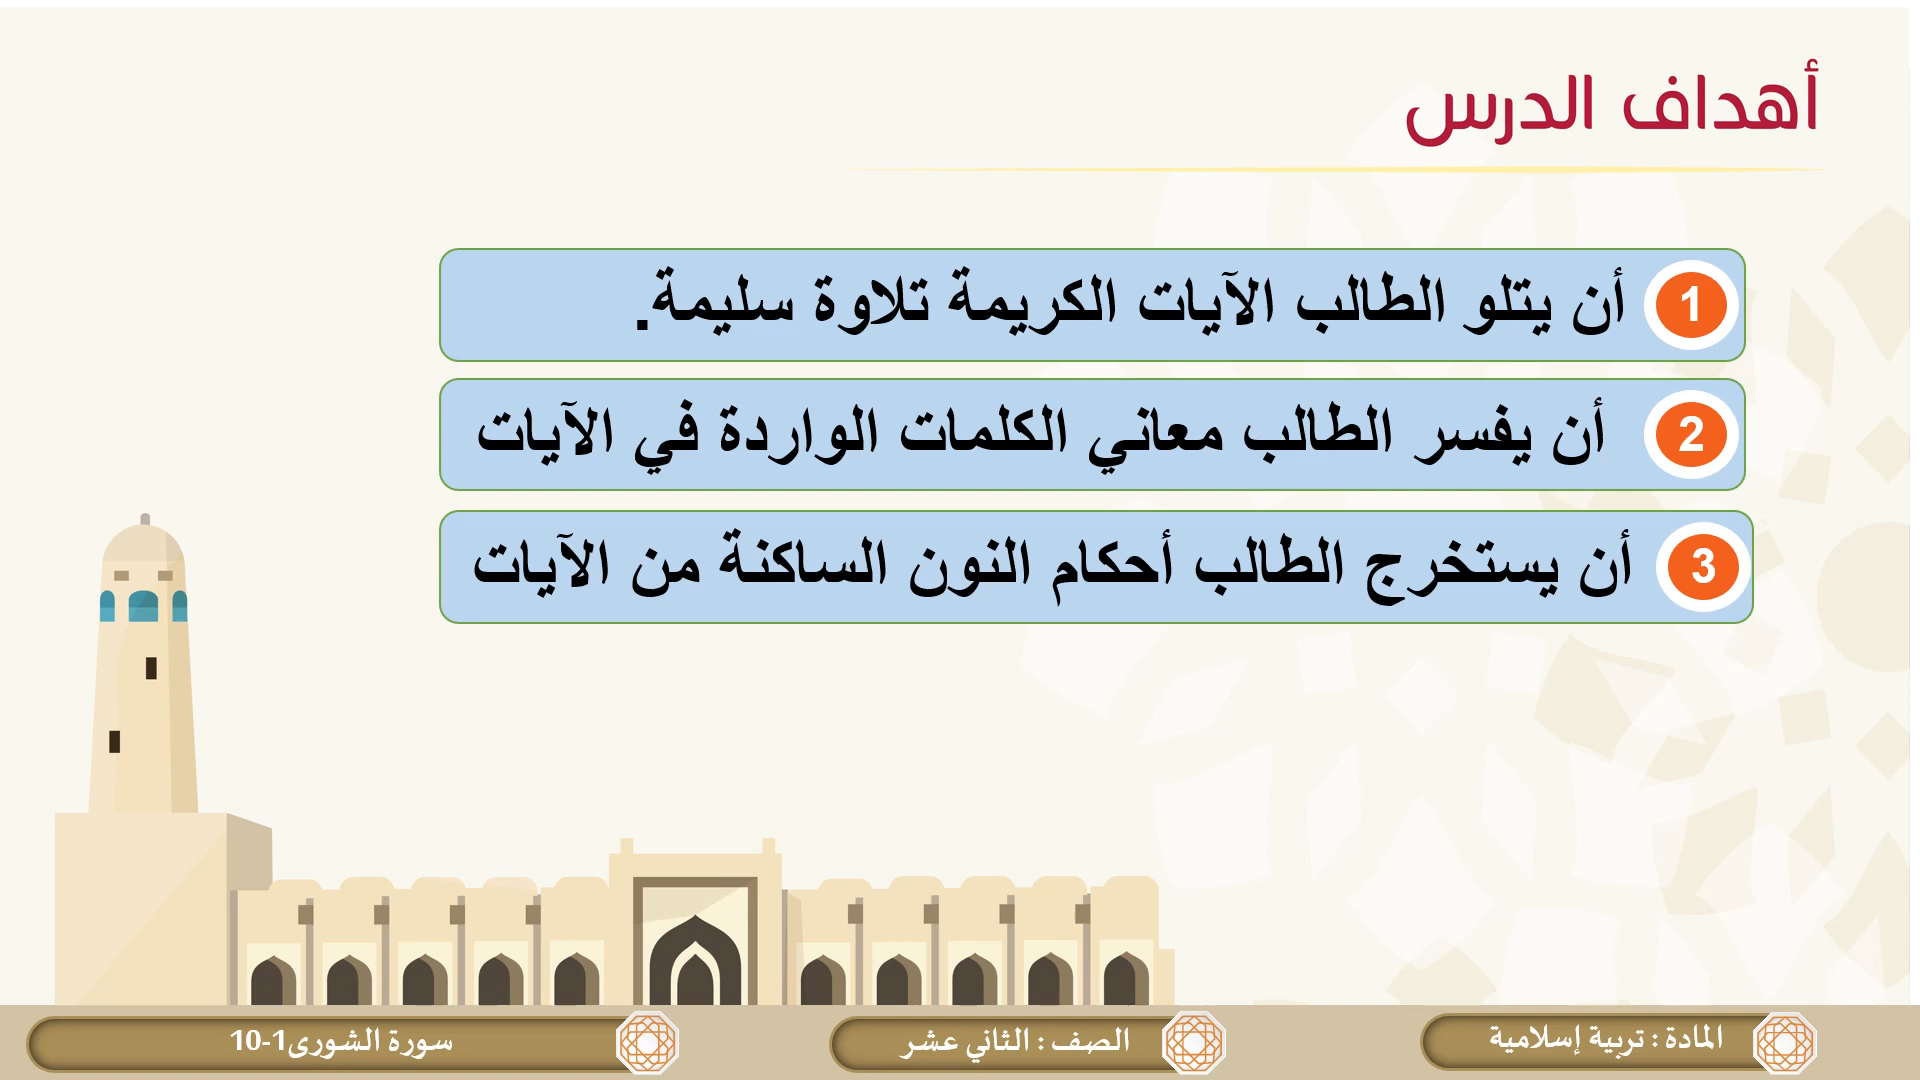 أهداف الدرس
1 أن يتلو الطالب الآيات الكريمة تلاوة سليمة.
2 أن يفسر الطالب معاني الكلمات الواردة في الآيات
3 أن يستخرج الطالب أحكام النون الساكنة من الآيات
المادة : تربية إسلامية
الصف : الثاني عشر
سورة الشورى1-10